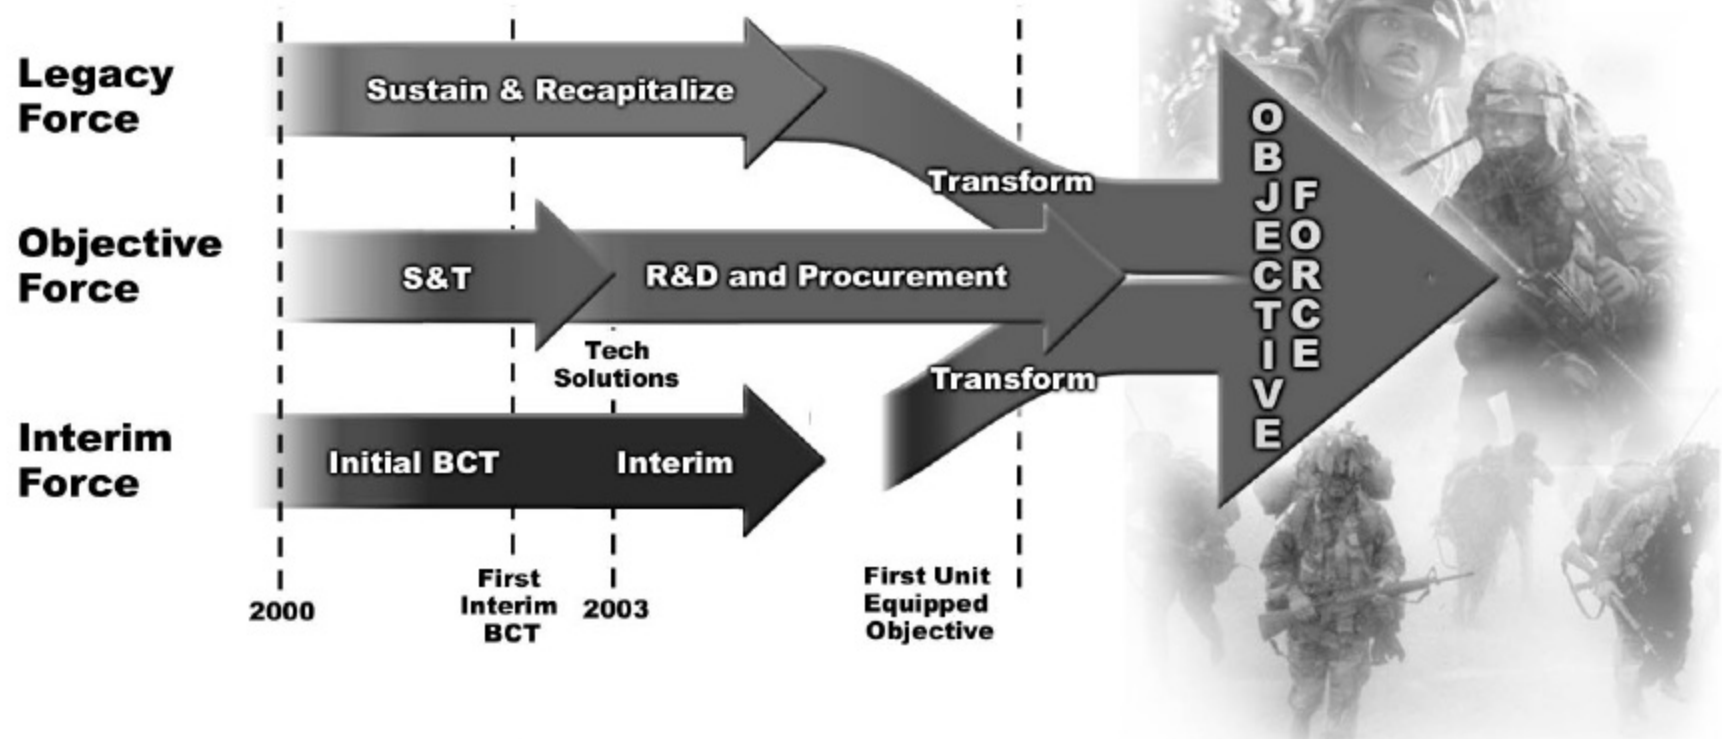 Legacy
Force
Sustain & Recapitalize
Transform
Objective
Force
S&T
R&D and Procurement
Tech
Solutions
Transform
Interim
Force
Initial BCT
Interim
OBJECTIVE
FORCE
2000
First
Interim
BCT
2003
First Unit
Equipped
Objective